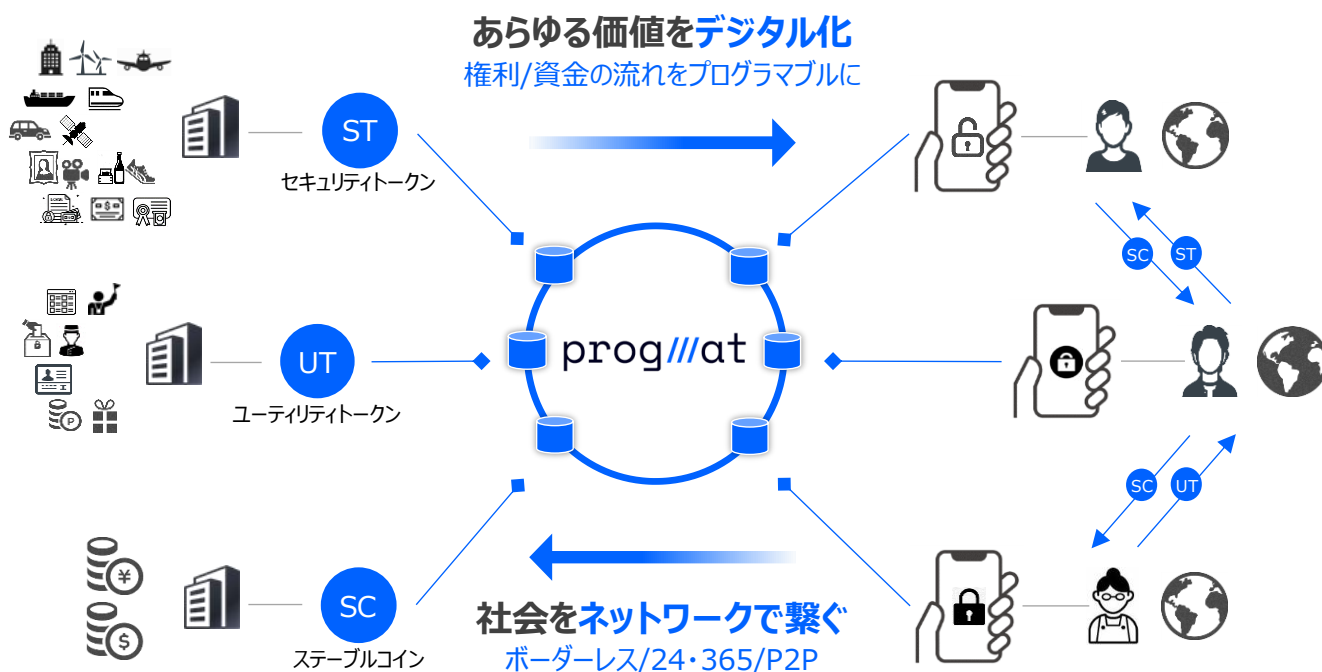 あらゆる価値をデジタル化
権利/資金の流れをプログラマブルに
ST
セキュリティトークン
SC
ST
UT
ユーティリティトークン
progmat
SC
UT
SC
ステーブルコイン
社会をネットワークで繋ぐ
ボーダーレス/24・365/P2P
¥
$
P
$